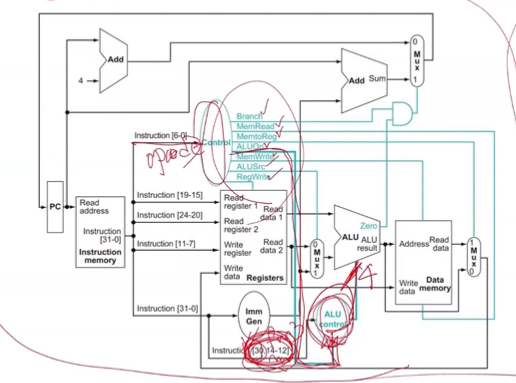 Add
4
Add Sum
0
M
u
x
1
Branch
MemRead
MemtoReg
ALUOp
MemWrite
ALUSrc
RegWrite
Control
Instruction [6-0]
opcode
PC
Read
address
Instruction
[31-0]
Instruction
memory
Instruction [19-15]
Instruction [24-20]
Instruction [11-7]
Instruction [31-0]
Read
register 1
Read
data 1
Read
register 2
Write
register
Read
data 2
Write
data
Registers
0
M
u
x
1
Zero
ALU
ALU
result
4
Address
Read
data
Write
data
Data
memory
1
M
u
x
0
Imm
Gen
ALU
control
Instruction [30,14-12]